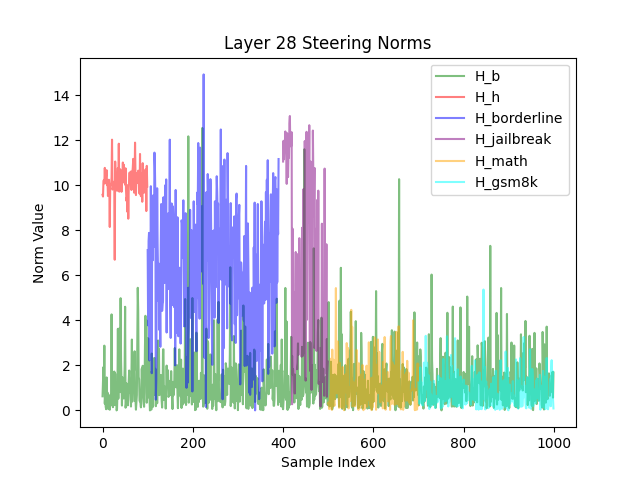 Layer 28 Steering Norms
H_b
H_h
H_borderline
H_jailbreak
H_math
H_gsm8k
Norm Value
14
12
10
8
6
4
2
0
0 200 400 600 800 1000
Sample Index